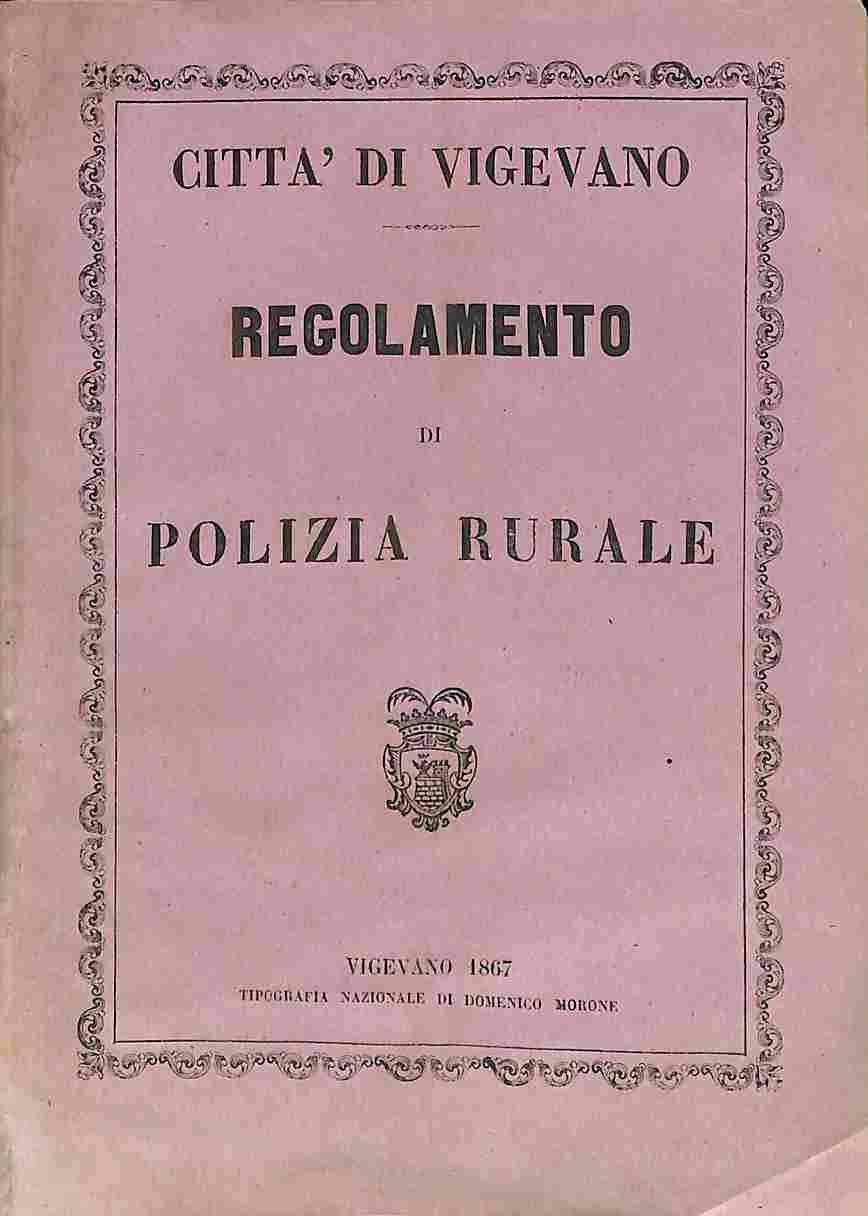 CITTA' DI VIGEVANO
REGOLAMENTO
DI
POLIZIA RURALE
VIGEVANO 1867
TIPOGRAFIA NAZIONALE DI DOMENICO MORONE